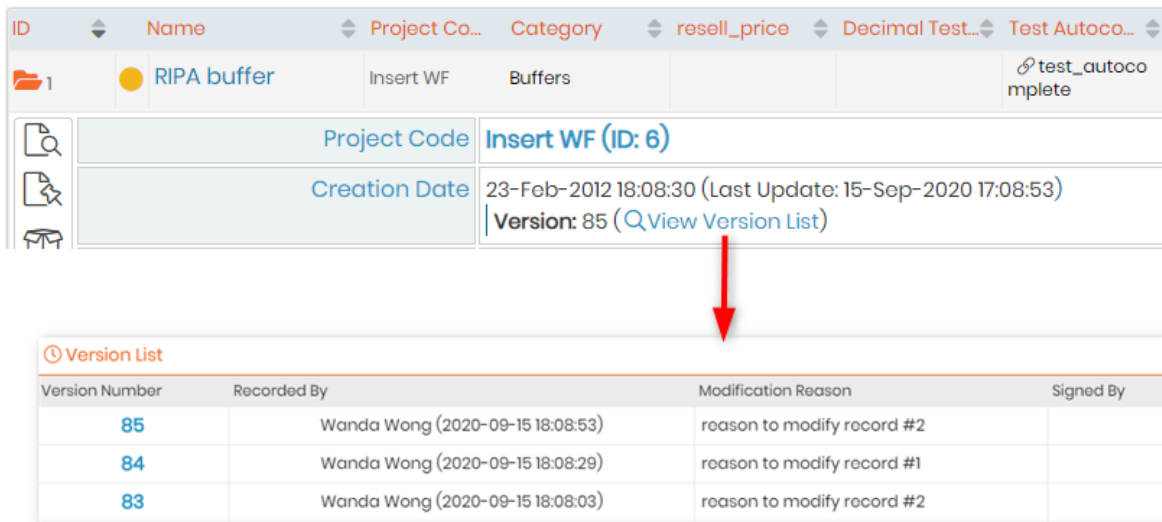 ID Name Project Co... Category resell_price Decimal Test... Test Autoco...
1 RIPA buffer Insert WF Buffers test_autoco
mplete
Project Code Insert WF (ID: 6)
Creation Date 23-Feb-2012 18:08:30 (Last Update: 15-Sep-2020 17:08:53)
Version: 85 (View Version List)
Version List
Version Number Recorded By Modification Reason Signed By
85 Wanda Wong (2020-09-15 18:08:53) reason to modify record #2
84 Wanda Wong (2020-09-15 18:08:29) reason to modify record #1
83 Wanda Wong (2020-09-15 18:08:03) reason to modify record #2